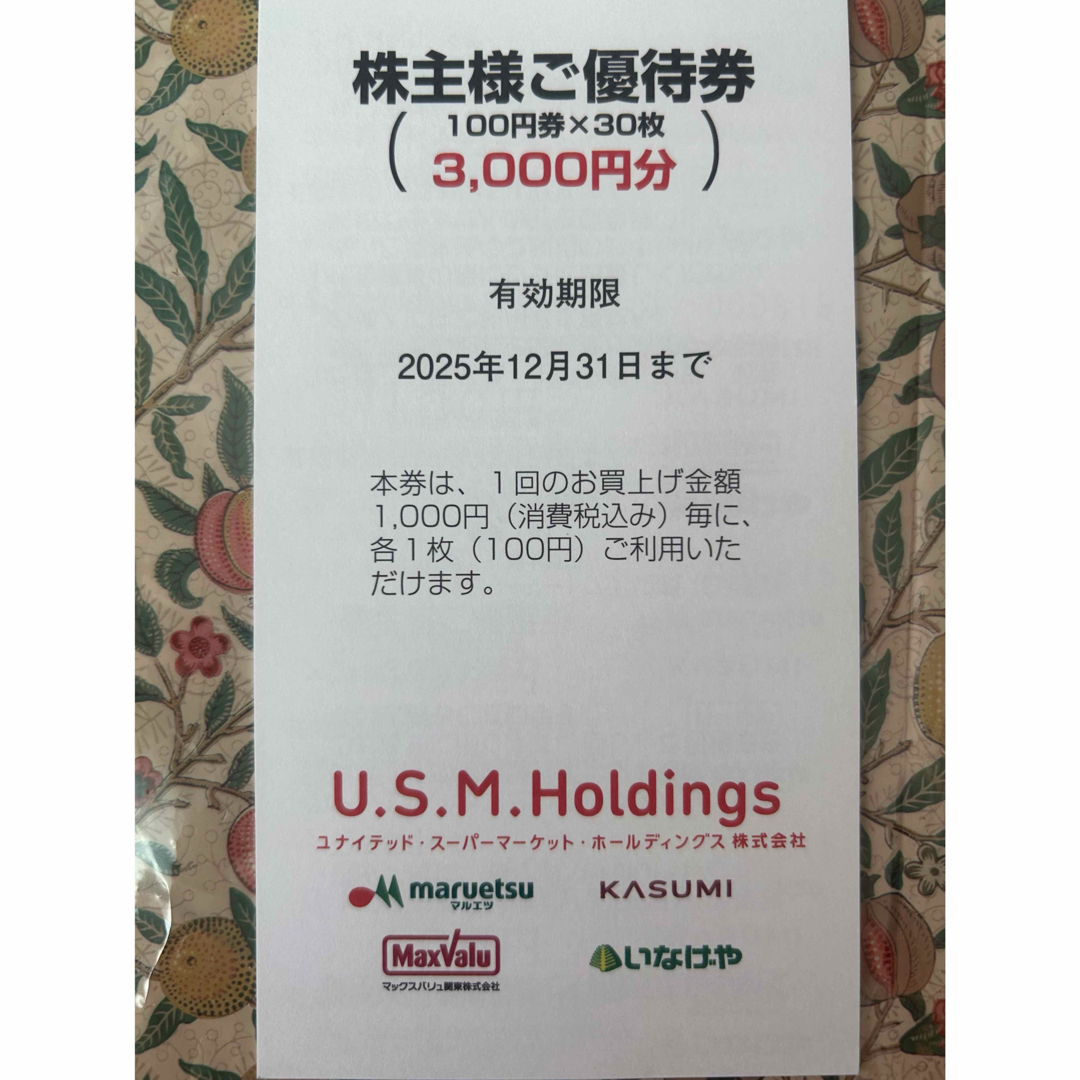 株主様ご優待券
(100円券×30枚
3,000円分)
有効期限
2025年12月31日まで
本券は、1回のお買上げ金額
1,000円（消費税込み）毎に、
各1枚（100円）ご利用いた
だけます。
U.S.M.Holdings
ユナイテッド・スーパーマーケット・ホールディングス 株式会社
maruetsu
マルエツ
KASUMI
MaxValu
マックスバリュ関東株式会社
いなげや